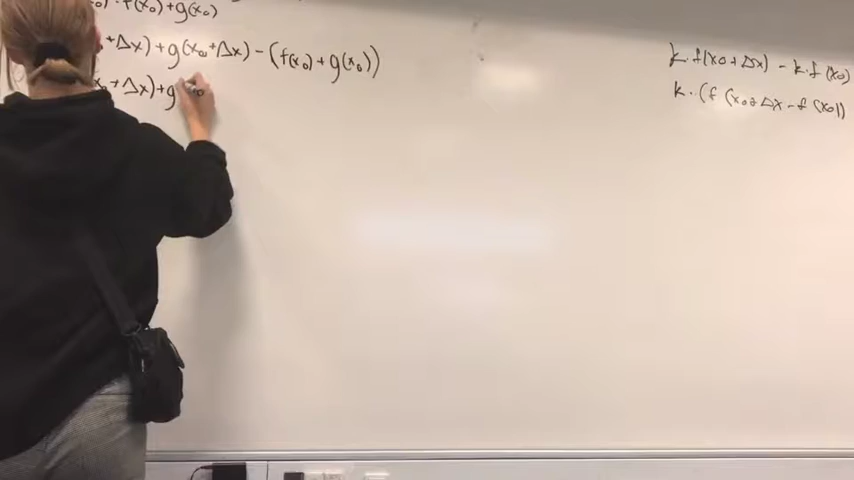 f(x₀)+g(x₀)
+Δx)+g(x₀+Δx)-(f(x₀)+g(x₀))
x₀+Δx)+g(x₀
k·f(x₀+Δx)-k·f(x₀)
k·(f(x₀+Δx-f(x₀))